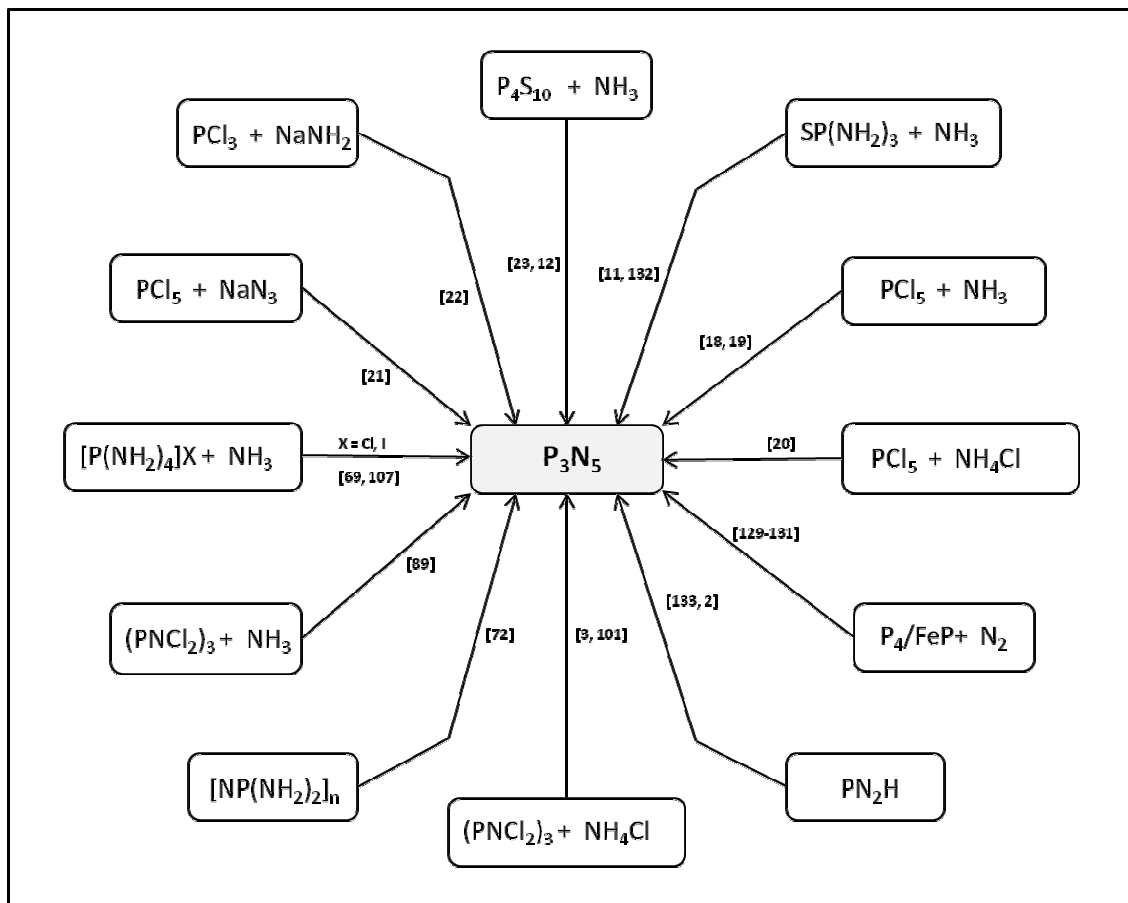 P₄S₁₀ + NH₃
PCl₃ + NaNH₂
SP(NH₂)₃ + NH₃
[23, 12]
[11, 132]
[22]
PCl₅ + NaN₃
PCl₅ + NH₃
[18, 19]
[21]
[P(NH₂)₄]X + NH₃
X = Cl, I
[69, 107]
P₃N₅
[20]
PCl₅ + NH₄Cl
[129-131]
[89]
[133, 2]
(PNCl₂)₃ + NH₃
[72]
[3, 101]
P₄/FeP+ N₂
[NP(NH₂)₂]ₙ
(PNCl₂)₃ + NH₄Cl
PN₂H